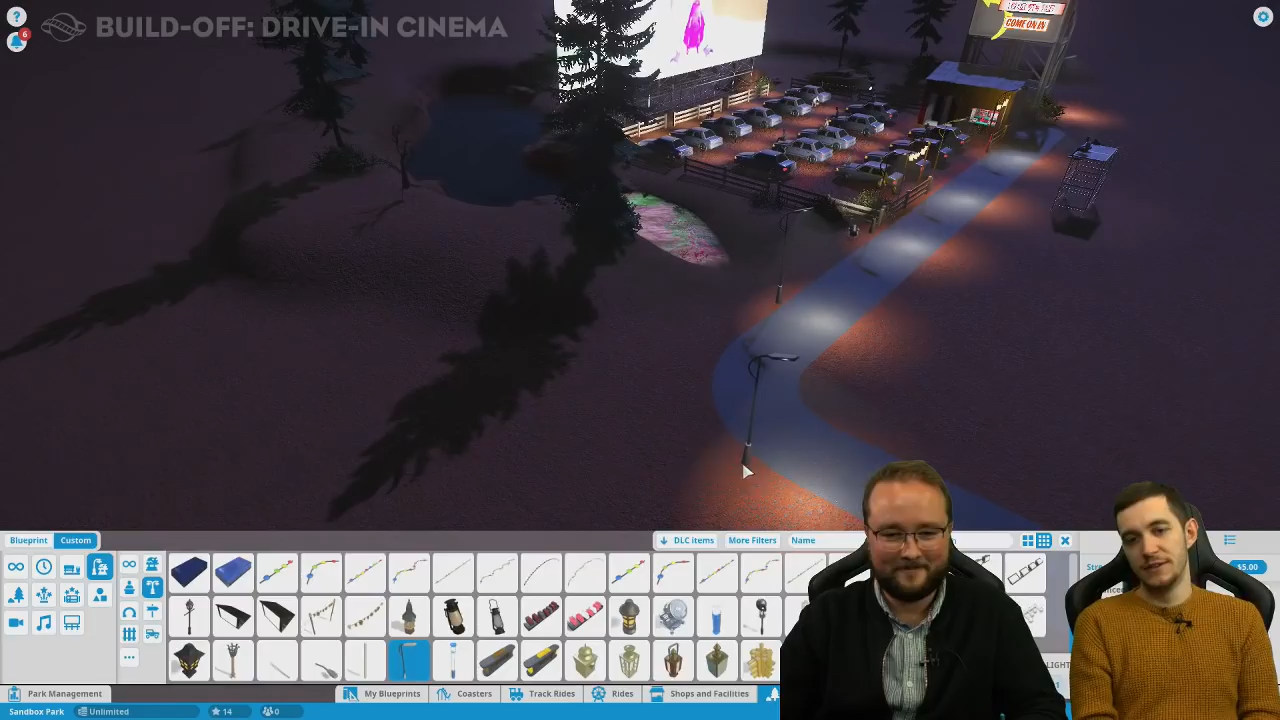 BUILD-OFF: DRIVE-IN CINEMA
?
6
COME ON IN
Blueprint
Custom
DLC items
More Filters
Name
$5.00
Park Management
My Blueprints
Coasters
Track Rides
Rides
Shops and Facilities
Sandbox Park
Unlimited
14
0